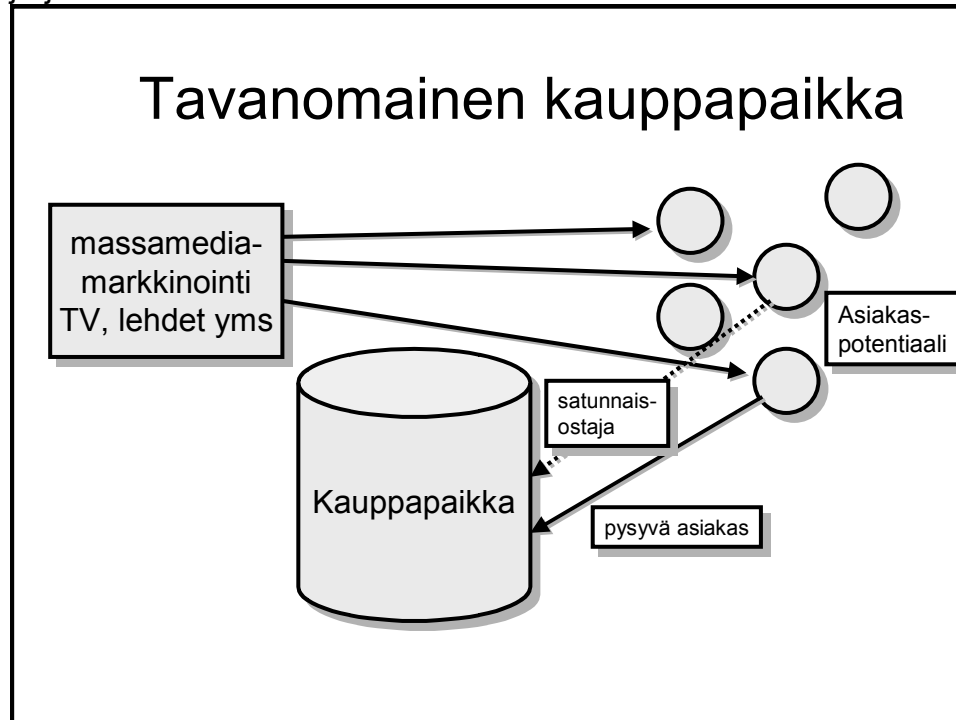 Tavanomainen kauppapaikka
massamedia-
markkinointi
TV, lehdet yms
Asiakas-
potentiaali
satunnais-
ostaja
Kauppapaikka
pysyvä asiakas